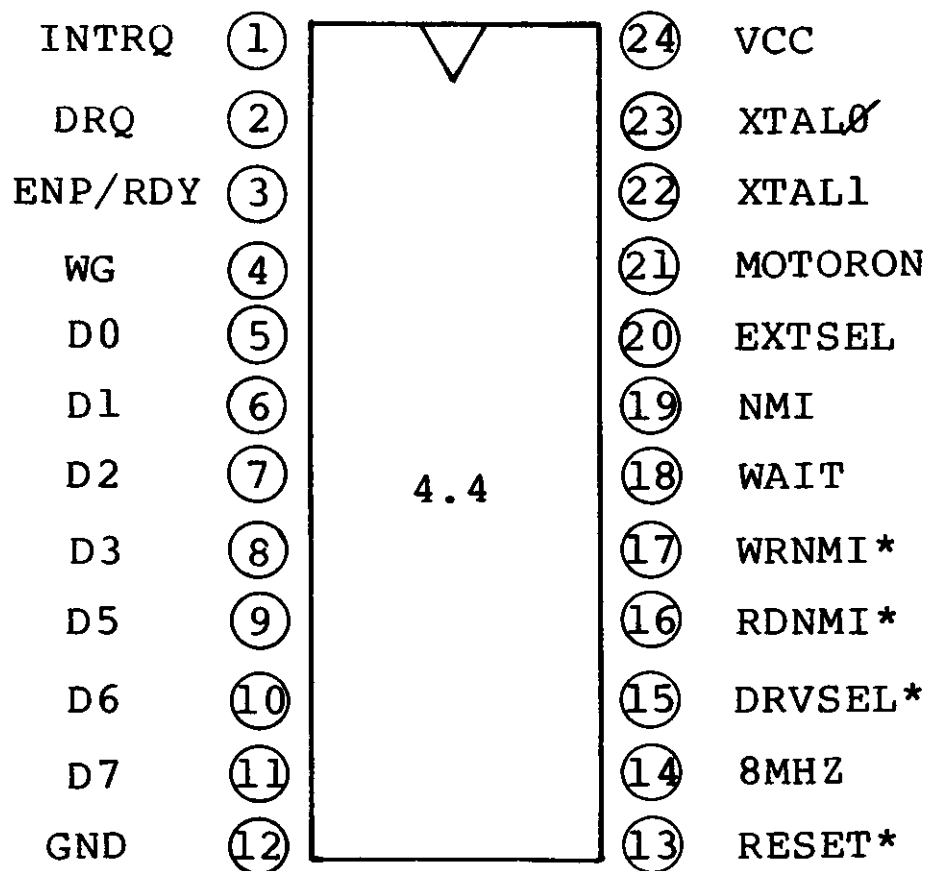 INTRQ 1 24 VCC
DRQ 2 23 XTAL0
ENP/RDY 3 22 XTAL1
WG 4 21 MOTORON
D0 5 20 EXTSEL
D1 6 19 NMI
D2 7 4.4 18 WAIT
D3 8 17 WRNMI*
D5 9 16 RDNMI*
D6 10 15 DRVSEL*
D7 11 14 8MHZ
GND 12 13 RESET*